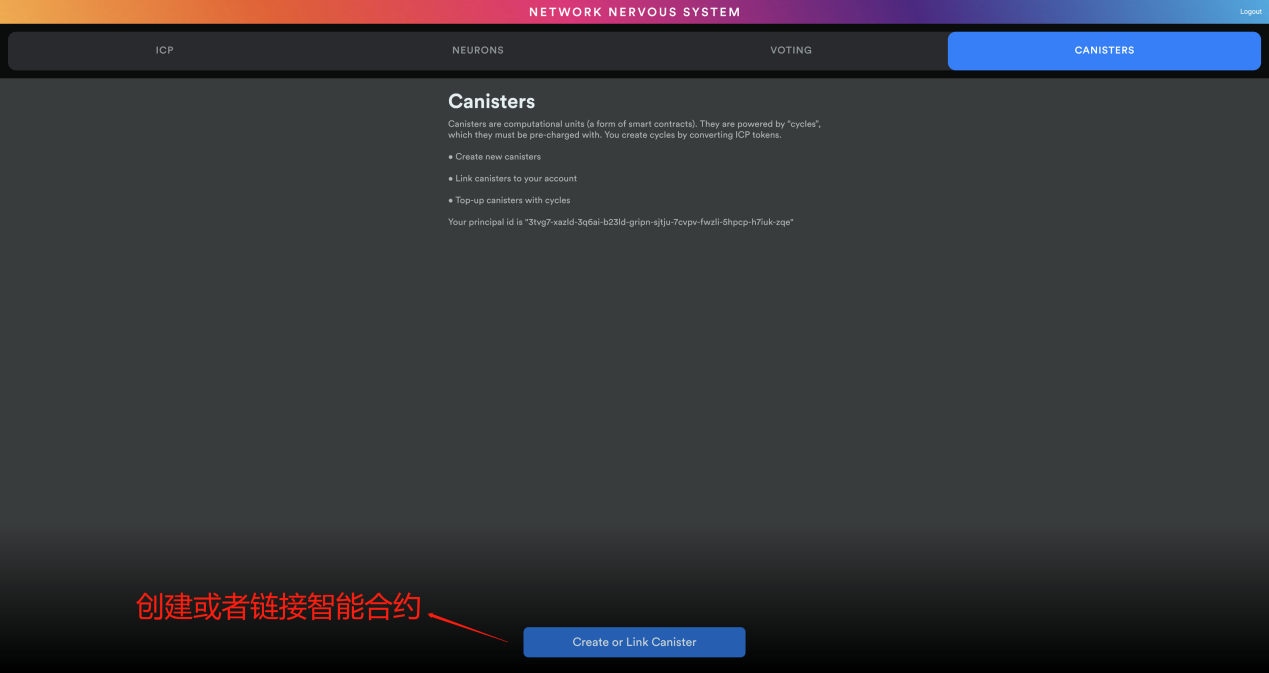 NETWORK NERVOUS SYSTEM
Logout
ICP
NEURONS
VOTING
CANISTERS
Canisters
Canisters are computational units (a form of smart contracts). They are powered by "cycles",
which they must be pre-charged with. You create cycles by converting ICP tokens.
• Create new canisters
• Link canisters to your account
• Top-up canisters with cycles
Your principal id is "3tvg7-xazld-3q6ai-b23ld-gripn-sjtju-7cvpv-fwzli-5hpcp-h7iuk-zqe"
创建或者链接智能合约
Create or Link Canister